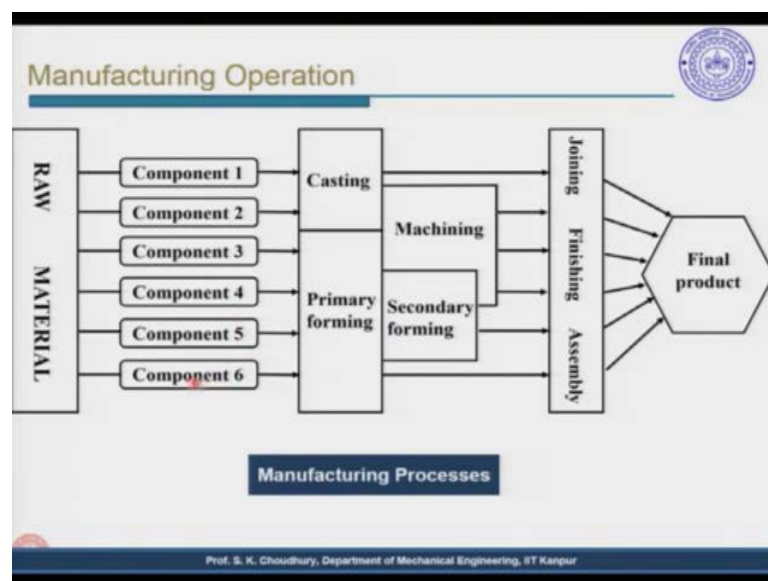 Manufacturing Operation
RAW MATERIAL
Component 1
Component 2
Component 3
Component 4
Component 5
Component 6
Casting
Primary
forming
Machining
Secondary
forming
Joining
Finishing
Assembly
Final
product
Manufacturing Processes
Prof. S. K. Choudhury, Department of Mechanical Engineering, IIT Kanpur